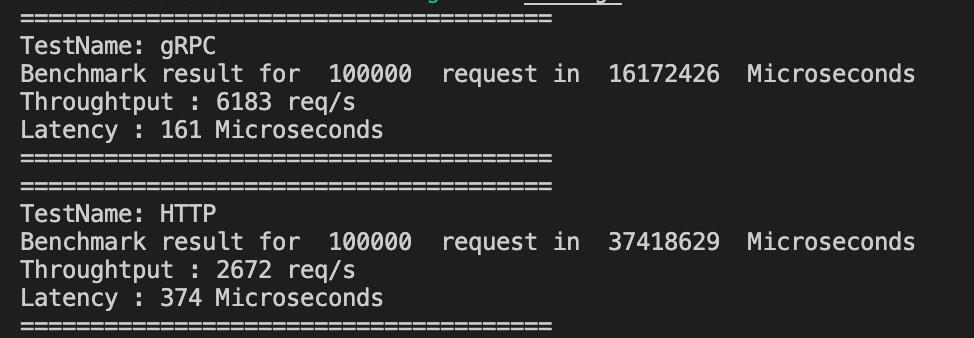 ======================================
TestName: gRPC
Benchmark result for  100000  request in  16172426  Microseconds
Throughtput : 6183 req/s
Latency : 161 Microseconds
======================================
======================================
TestName: HTTP
Benchmark result for  100000  request in  37418629  Microseconds
Throughtput : 2672 req/s
Latency : 374 Microseconds
======================================